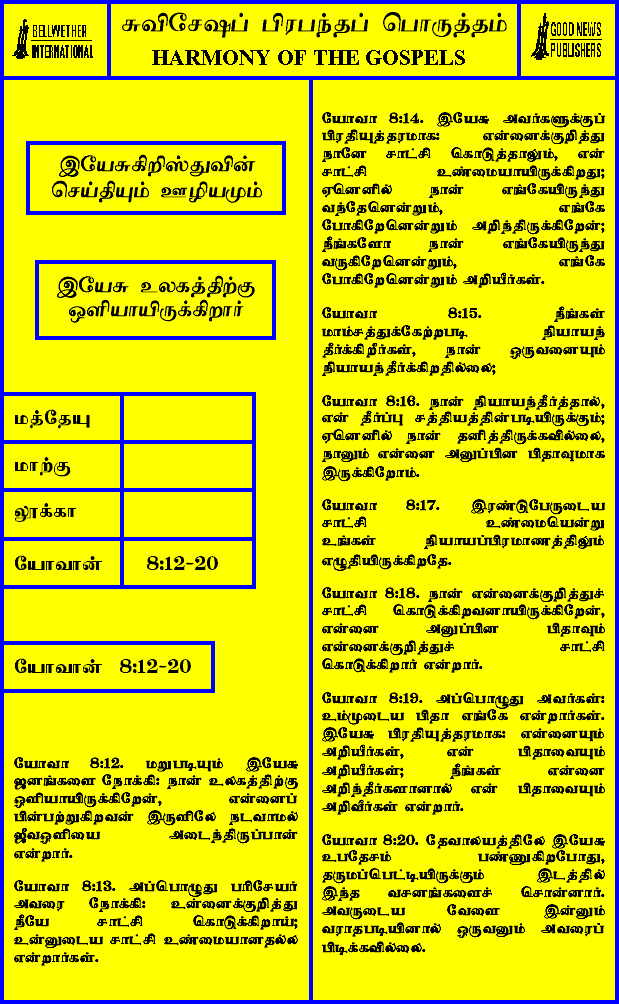 BELLWETHER
INTERNATIONAL
சுவிசேஷப் பிரபந்தப் பொருத்தம்
HARMONY OF THE GOSPELS
GOOD NEWS
PUBLISHERS
இயேசுகிறிஸ்துவின்
செய்தியும் ஊழியமும்
இயேசு உலகத்திற்கு
ஒளியாயிருக்கிறார்
மத்தேயு
மாற்கு
லூக்கா
யோவான் 8:12-20
யோவான் 8:12-20
யோவா 8:12. மறுபடியும் இயேசு
ஜனங்களை நோக்கி: நான் உலகத்திற்கு
ஒளியாயிருக்கிறேன், என்னைப்
பின்பற்றுகிறவன் இருளிலே நடவாமல்
ஜீவஒளியை அடைந்திருப்பான்
என்றார்.
யோவா 8:13. அப்பொழுது பரிசேயர்
அவரை நோக்கி: உன்னைக்குறித்து
நீயே சாட்சி கொடுக்கிறாய்;
உன்னுடைய சாட்சி உண்மையானதல்ல
என்றார்கள்.
யோவா 8:14. இயேசு அவர்களுக்குப்
பிரதியுத்தரமாக: என்னைக்குறித்து
நானே சாட்சி கொடுத்தாலும், என்
சாட்சி உண்மையாயிருக்கிறது;
ஏனெனில் நான் எங்கேயிருந்து
வந்தேனென்றும், எங்கே
போகிறேனென்றும் அறிந்திருக்கிறேன்;
நீங்களோ நான் எங்கேயிருந்து
வருகிறேனென்றும், எங்கே
போகிறேனென்றும் அறியீர்கள்.
யோவா 8:15. நீங்கள்
மாம்சத்துக்கேற்றபடி நியாயந்
தீர்க்கிறீர்கள், நான் ஒருவனையும்
நியாயந்தீர்க்கிறதில்லை;
யோவா 8:16. நான் நியாயந்தீர்த்தால்,
என் தீர்ப்பு சத்தியத்தின்படியிருக்கும்;
ஏனெனில் நான் தனித்திருக்கவில்லை,
நானும் என்னை அனுப்பின பிதாவுமாக
இருக்கிறோம்.
யோவா 8:17. இரண்டுபேருடைய
சாட்சி உண்மையென்று
உங்கள் நியாயப்பிரமாணத்திலும்
எழுதியிருக்கிறதே.
யோவா 8:18. நான் என்னைக்குறித்துச்
சாட்சி கொடுக்கிறவனாயிருக்கிறேன்,
என்னை அனுப்பின பிதாவும்
என்னைக்குறித்துச் சாட்சி
கொடுக்கிறார் என்றார்.
யோவா 8:19. அப்பொழுது அவர்கள்:
உம்முடைய பிதா எங்கே என்றார்கள்.
இயேசு பிரதியுத்தரமாக: என்னையும்
அறியீர்கள், என் பிதாவையும்
அறியீர்கள்; நீங்கள் என்னை
அறிந்தீர்களானால் என் பிதாவையும்
அறிவீர்கள் என்றார்.
யோவா 8:20. தேவாலயத்திலே இயேசு
உபதேசம் பண்ணுகிறபோது,
தருமப்பெட்டியிருக்கும் இடத்தில்
இந்த வசனங்களைச் சொன்னார்.
அவருடைய வேளை இன்னும்
வராதபடியினால் ஒருவனும் அவரைப்
பிடிக்கவில்லை.